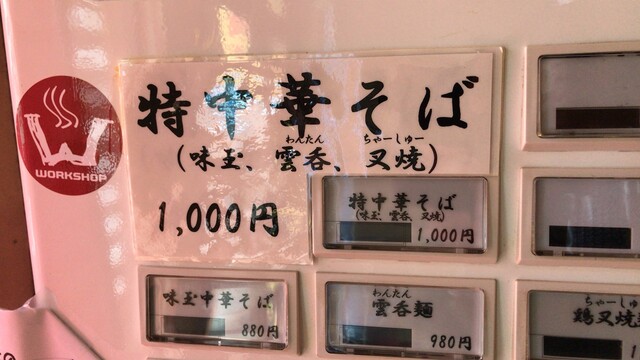 特中華そば
わんたん ちゃーしゅー
(味玉、雲呑、叉焼)
1,000円
WORKSHOP
特中華そば
(味玉、雲呑、叉焼)
1,000円
味玉中華そば
880円
わんたん
雲呑麺
980円
ちゃーしゅー
鶏叉焼